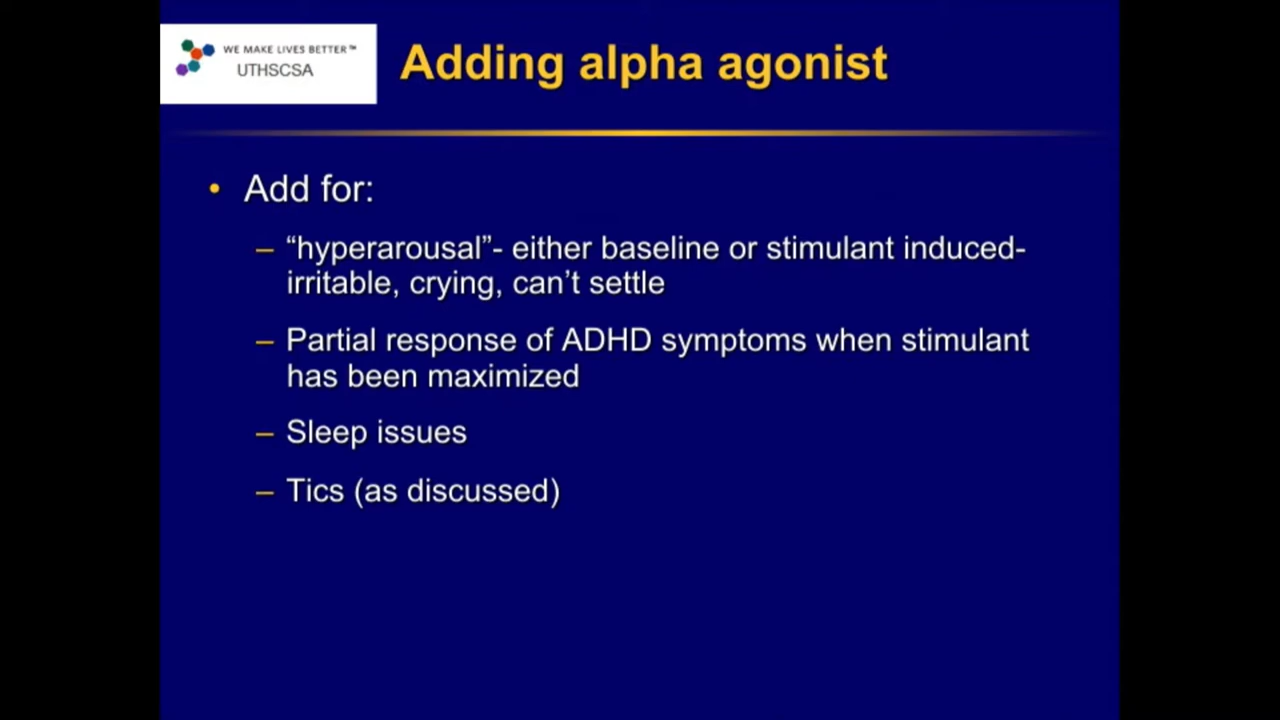 WE MAKE LIVES BETTER™
UTHSCSA
Adding alpha agonist
• Add for:
– “hyperarousal”- either baseline or stimulant induced-
irritable, crying, can’t settle
– Partial response of ADHD symptoms when stimulant
has been maximized
– Sleep issues
– Tics (as discussed)